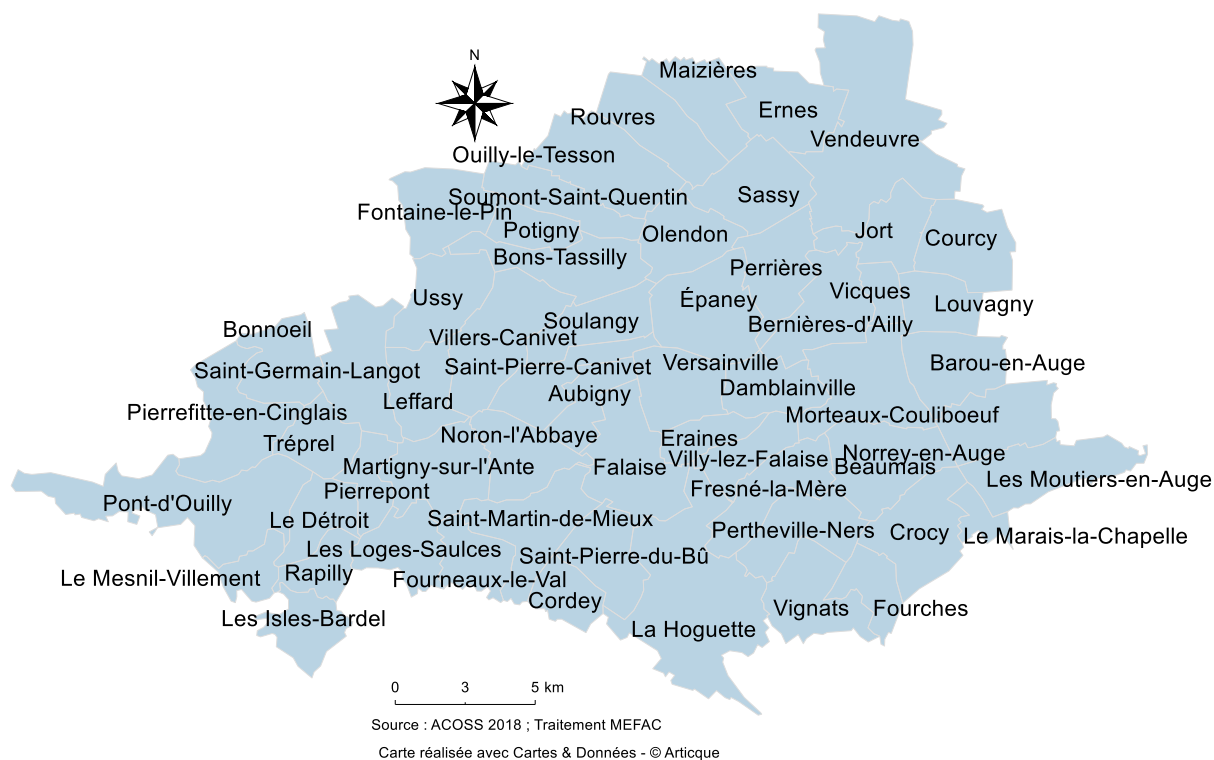 N
Maizières
Ernes
Rouvres
Vendeuvre
Ouilly-le-Tesson
Soumont-Saint-Quentin
Sassy
Fontaine-le-Pin
Potigny
Olendon
Jort
Courcy
Bons-Tassilly
Perrières
Ussy
Épaney
Vicques
Louvagny
Bonnoeil
Soulangy
Bernières-d'Ailly
Villers-Canivet
Saint-Germain-Langot
Saint-Pierre-Canivet
Versainville
Barou-en-Auge
Damblainville
Leffard
Aubigny
Pierrefitte-en-Cinglais
Morteaux-Couliboeuf
Tréprel
Noron-l'Abbaye
Eraines
Norrey-en-Auge
Martigny-sur-l'Ante
Falaise
Villy-lez-Falaise
Beaumais
Les Moutiers-en-Auge
Pont-d'Ouilly
Pierrepont
Fresné-la-Mère
Le Détroit
Saint-Martin-de-Mieux
Pertheville-Ners
Crocy
Le Marais-la-Chapelle
Les Loges-Saulces
Saint-Pierre-du-Bû
Le Mesnil-Villement
Rapilly
Fourneaux-le-Val
Cordey
Vignats
Fourches
Les Isles-Bardel
La Hoguette
0 3 5 km
Source : ACOSS 2018 ; Traitement MEFAC
Carte réalisée avec Cartes & Données - © Articque